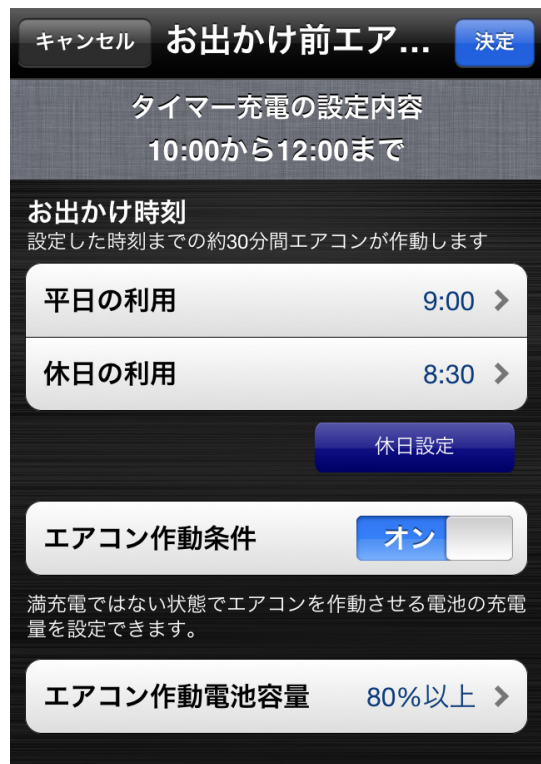 キャンセル お出かけ前エア... 決定
タイマー充電の設定内容
10:00から12:00まで
お出かけ時刻
設定した時刻までの約30分間エアコンが作動します
平日の利用 9:00
休日の利用 8:30
休日設定
エアコン作動条件 オン
満充電ではない状態でエアコンを作動させる電池の充電
量を設定できます。
エアコン作動電池容量 80%以上